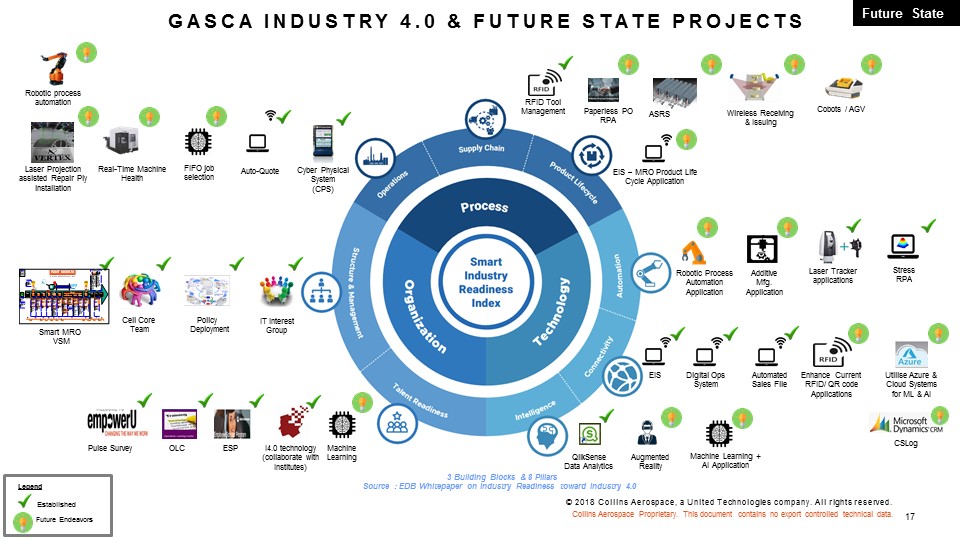 Future State
GASCA INDUSTRY 4.0 & FUTURE STATE PROJECTS
Robotic process
automation
VERTEX
Laser Projection
assisted Repair Ply
Installation
Real-Time Machine
Health
FIFO job
selection
Auto-Quote
Cyber Physical
System
(CPS)
RFID
RFID Tool
Management
Paperless PO
RPA
ASRS
Wireless Receiving
& Issuing
Cobots / AGV
EIS – MRO Product Life
Cycle Application
Operations
Supply Chain
Product Lifecycle
Automation
Connectivity
Intelligence
Talent Readiness
Structure & Management
Process
Technology
Organization
Smart
Industry
Readiness
Index
Smart MRO
VSM
Cell Core
Team
Policy
Deployment
IT Interest
Group
Robotic Process
Automation
Application
Additive
Mfg.
Application
Laser Tracker
applications
Stress
RPA
EIS
Digital Ops
System
Automated
Sales File
RFID
Enhance Current
RFID/ QR code
Applications
Azure
Utilise Azure &
Cloud Systems
for ML & AI
empowerU
CHANGING THE WAY WE WORK
Pulse Survey
OLC
ESP
I4.0 technology
(collaborate with
institutes)
Machine
Learning
QlikSense
Data Analytics
Augmented
Reality
Machine Learning +
AI Application
Microsoft
Dynamics CRM
CSLog
3 Building Blocks & 8 Pillars
Source : EDB Whitepaper on Industry Readiness toward Industry 4.0
Legend
Established
Future Endeavors
© 2018 Collins Aerospace, a United Technologies company. All rights reserved.
Collins Aerospace Proprietary. This document contains no export controlled technical data.
17